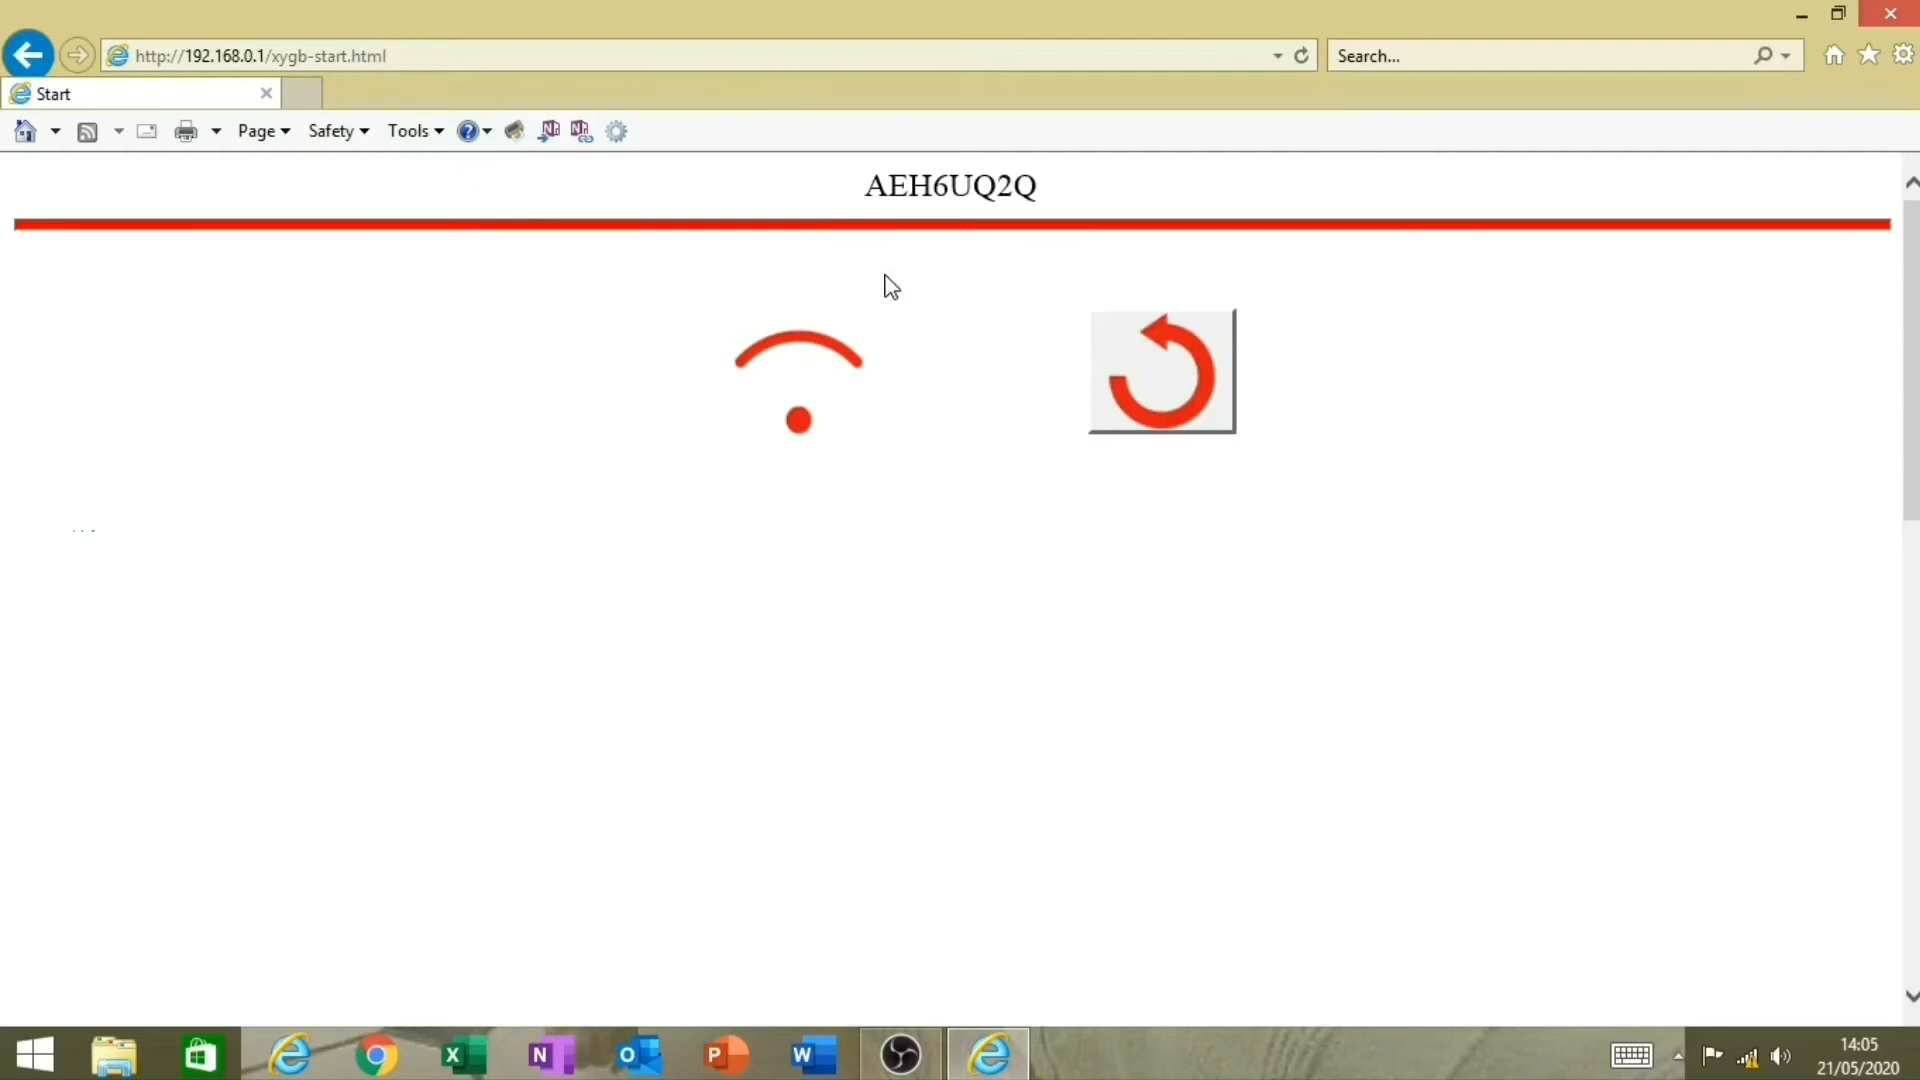 http://192.168.0.1/xygb-start.html
Search...
Start
Page
Safety
Tools
AEH6UQ2Q
14:05
21/05/2020